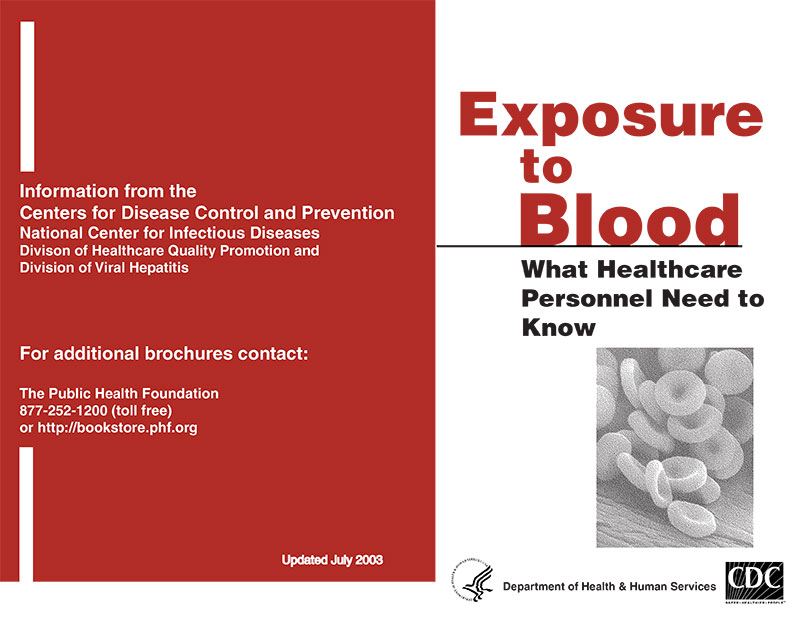 Information from the
Centers for Disease Control and Prevention
National Center for Infectious Diseases
Divison of Healthcare Quality Promotion and
Division of Viral Hepatitis
For additional brochures contact:
The Public Health Foundation
877-252-1200 (toll free)
or http://bookstore.phf.org
Updated July 2003
Exposure
to
Blood
What Healthcare
Personnel Need to
Know
Department of Health & Human Services
CDC
SAFER • HEALTHIER • PEOPLE™